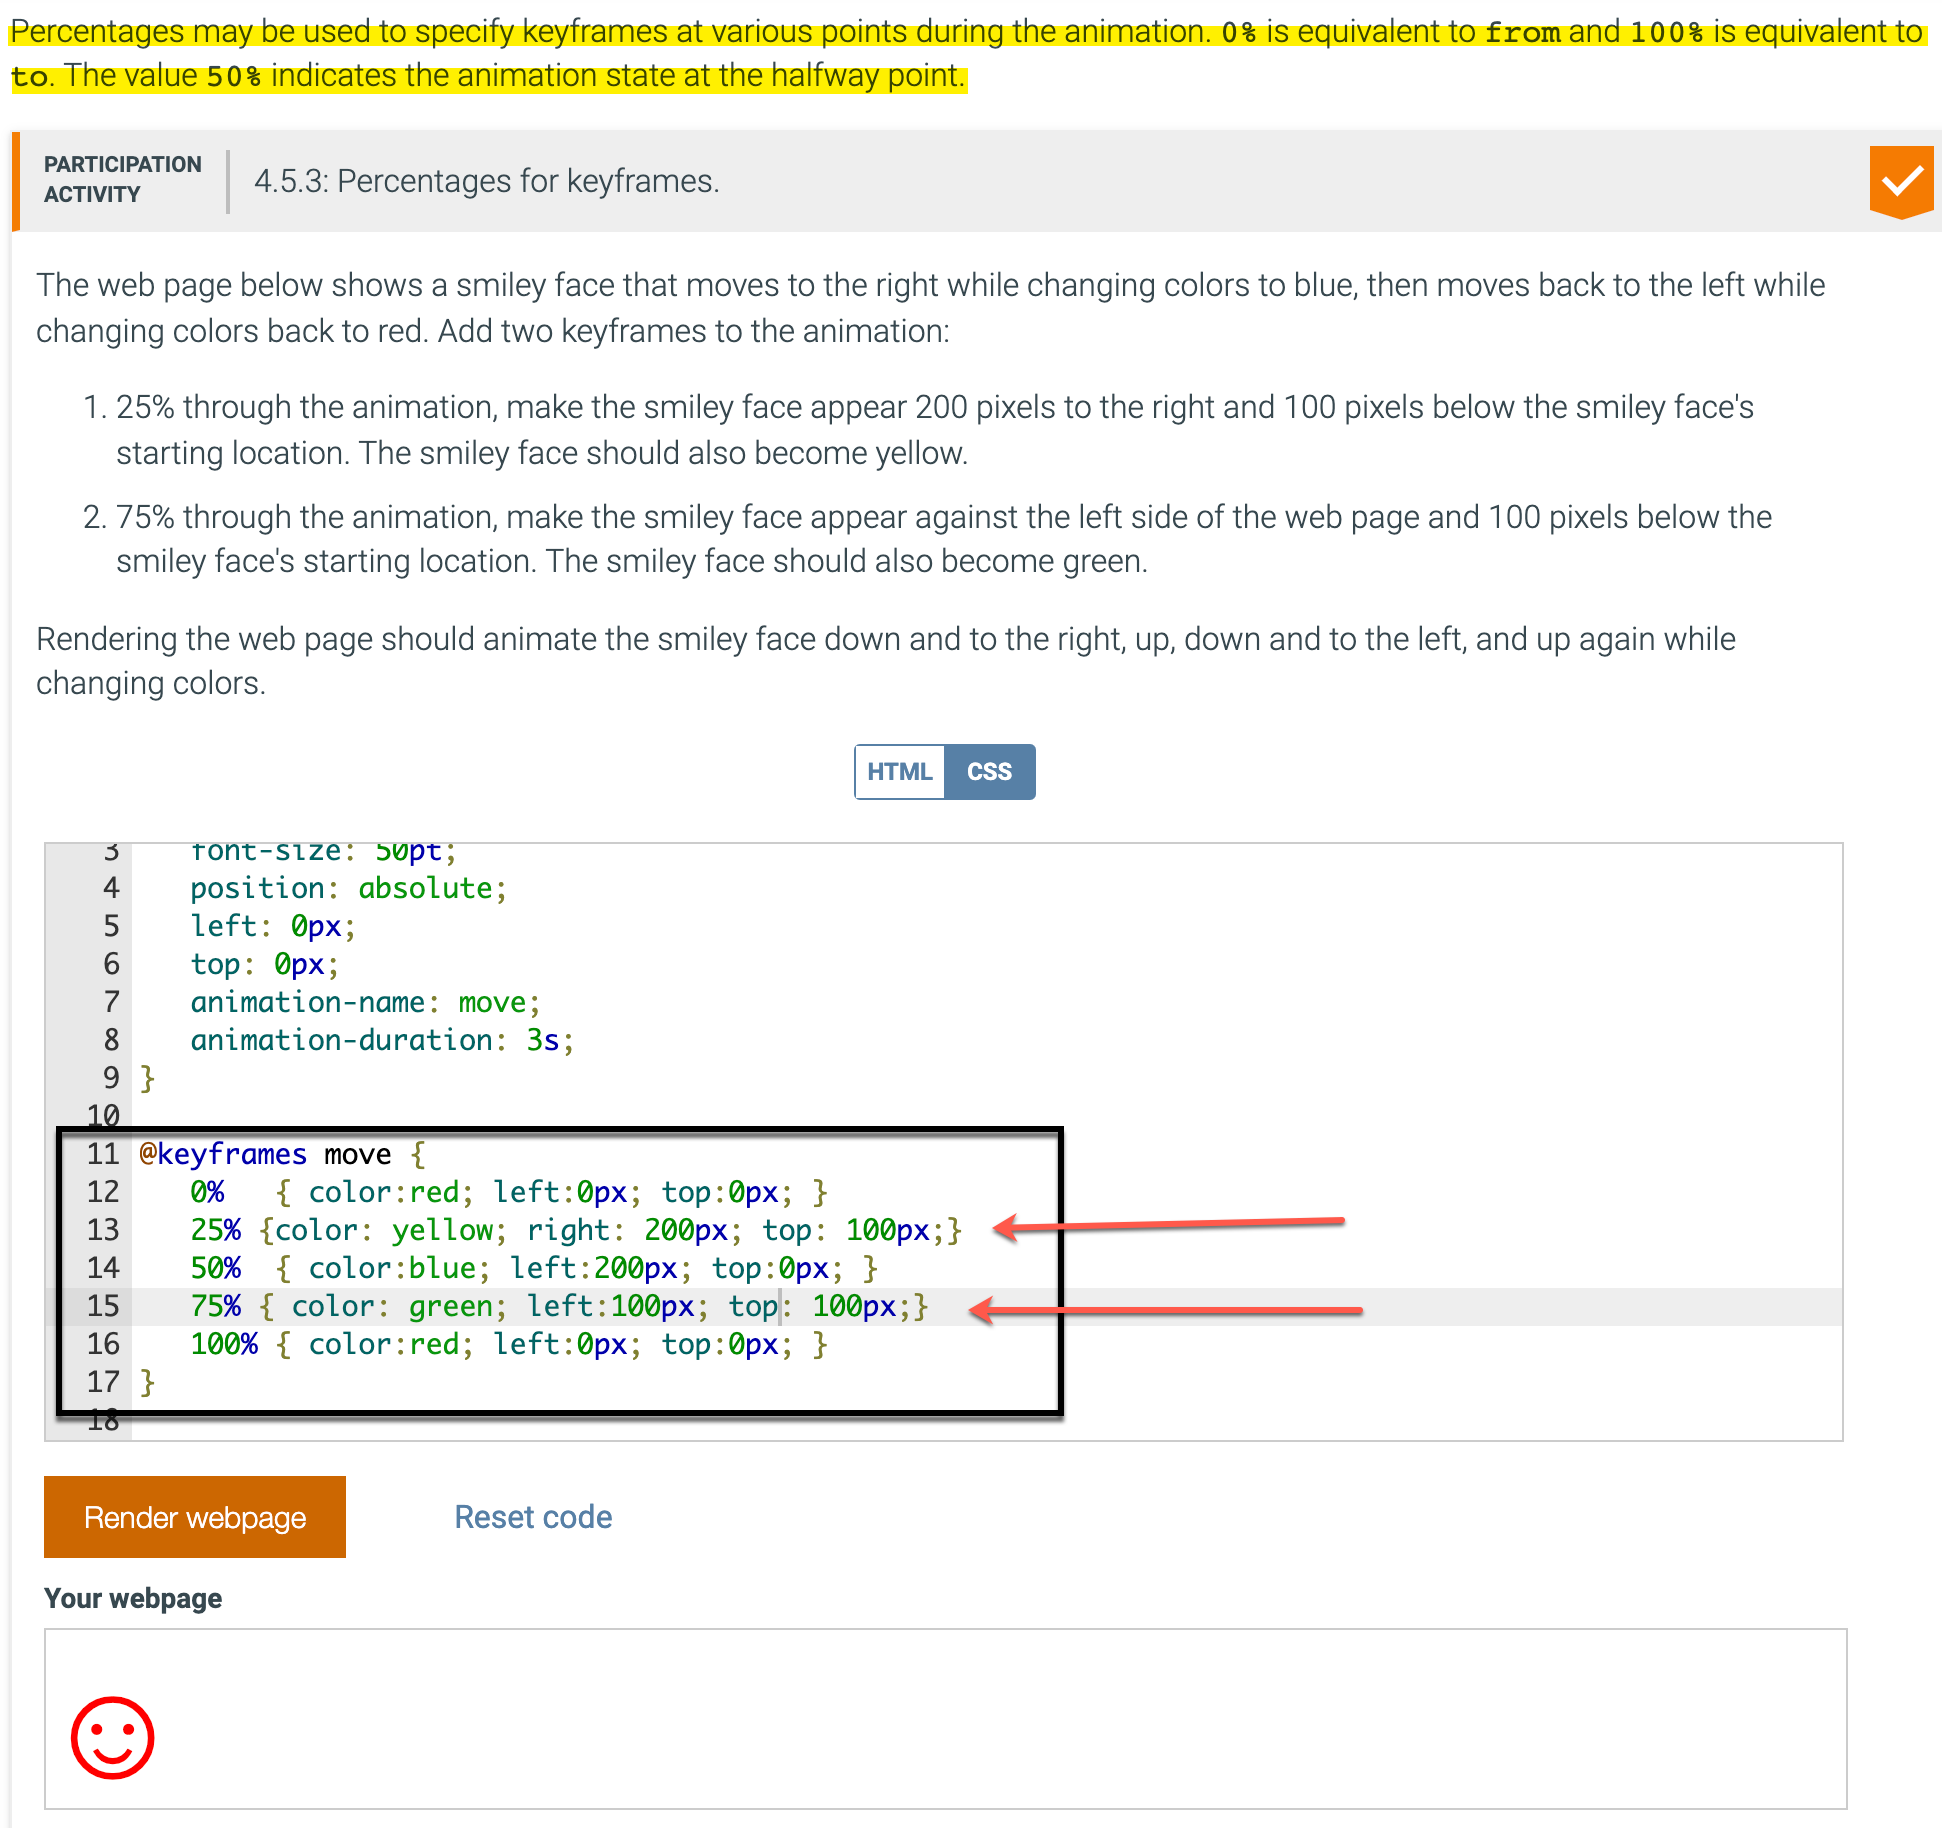 Percentages may be used to specify keyframes at various points during the animation. 0% is equivalent to from and 100% is equivalent to
to. The value 50% indicates the animation state at the halfway point.
PARTICIPATION
ACTIVITY
4.5.3: Percentages for keyframes.
The web page below shows a smiley face that moves to the right while changing colors to blue, then moves back to the left while
changing colors back to red. Add two keyframes to the animation:
1. 25% through the animation, make the smiley face appear 200 pixels to the right and 100 pixels below the smiley face's
starting location. The smiley face should also become yellow.
2. 75% through the animation, make the smiley face appear against the left side of the web page and 100 pixels below the
smiley face's starting location. The smiley face should also become green.
Rendering the web page should animate the smiley face down and to the right, up, down and to the left, and up again while
changing colors.
HTML CSS
3 font-size: 50pt;
4 position: absolute;
5 left: 0px;
6 top: 0px;
7 animation-name: move;
8 animation-duration: 3s;
9 }
10
11 @keyframes move {
12 0% { color:red; left:0px; top:0px; }
13 25% {color: yellow; right: 200px; top: 100px;}
14 50% { color:blue; left:200px; top:0px; }
15 75% { color: green; left:100px; top: 100px;}
16 100% { color:red; left:0px; top:0px; }
17 }
18
Render webpage Reset code
Your webpage